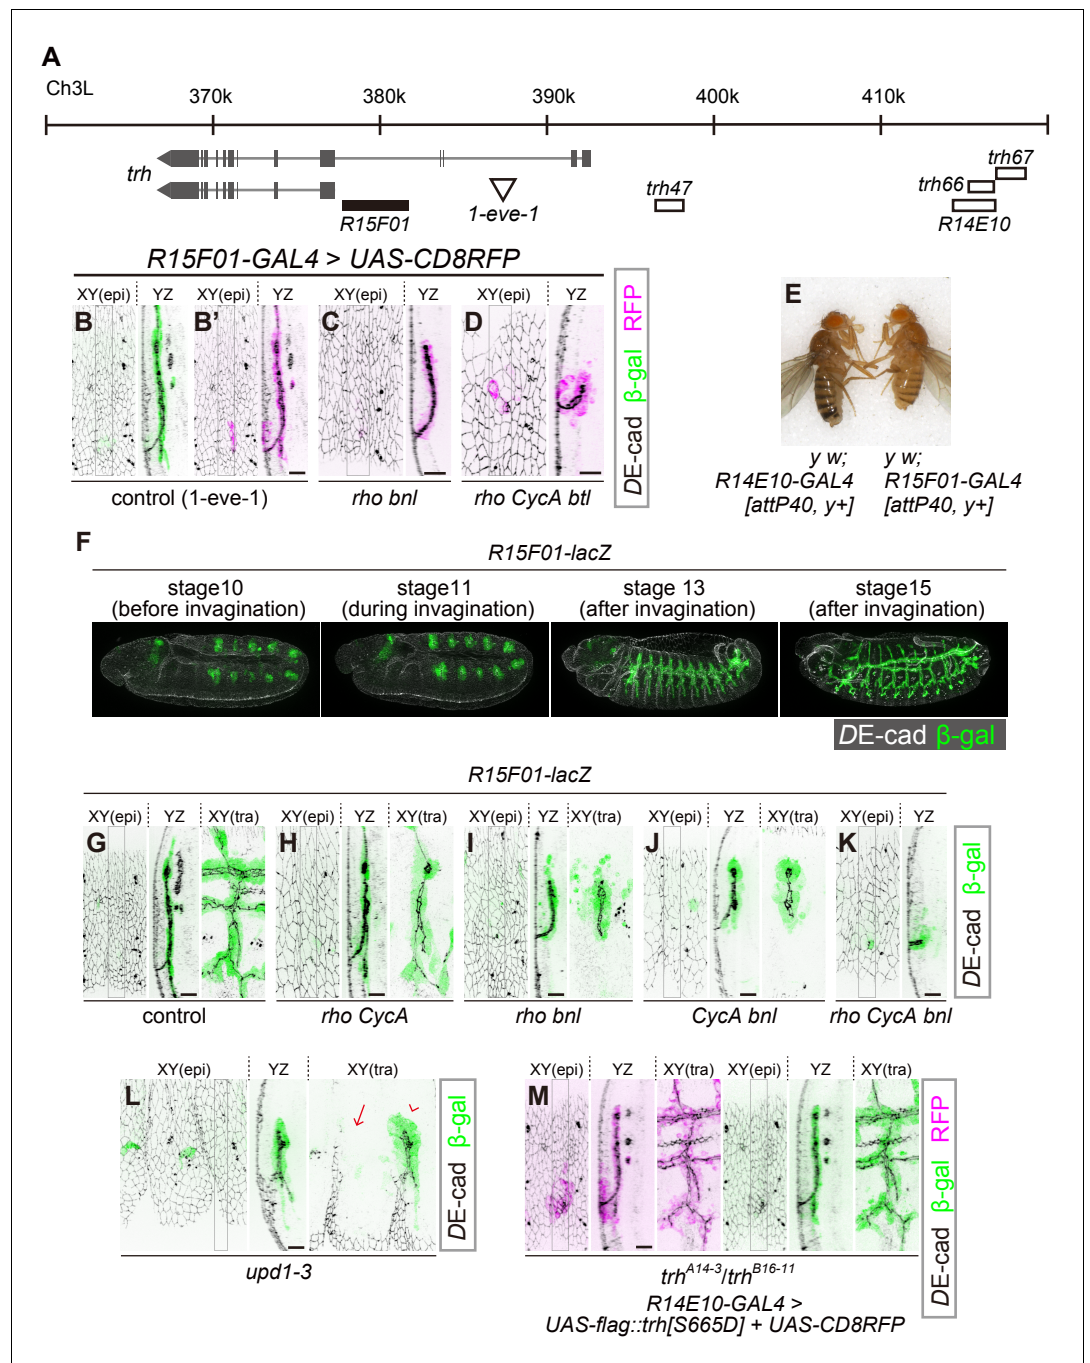 A
Ch3L
370k 380k 390k 400k 410k
trh
R15F01
1-eve-1
trh47
trh66
trh67
R14E10
R15F01-GAL4 > UAS-CD8RFP
XY(epi) YZ XY(epi) YZ XY(epi) YZ XY(epi) YZ
B B' C D
control (1-eve-1) rho bnl rho CycA btl
DE-cad β-gal RFP
E
y w;
R14E10-GAL4
[attP40, y+]
y w;
R15F01-GAL4
[attP40, y+]
F
R15F01-lacZ
stage10
(before invagination)
stage11
(during invagination)
stage 13
(after invagination)
stage15
(after invagination)
DE-cad β-gal
R15F01-lacZ
XY(epi) YZ XY(tra) XY(epi) YZ XY(tra) XY(epi) YZ XY(tra) XY(epi) YZ XY(tra) XY(epi) YZ
G H I J K
control rho CycA rho bnl CycA bnl rho CycA bnl
DE-cad β-gal
XY(epi) YZ XY(tra)
L
upd1-3
DE-cad β-gal
XY(epi) YZ XY(tra) XY(epi) YZ XY(tra)
M
trhA14-3/trhB16-11
R14E10-GAL4 >
UAS-flag::trh[S665D] + UAS-CD8RFP
DE-cad β-gal RFP